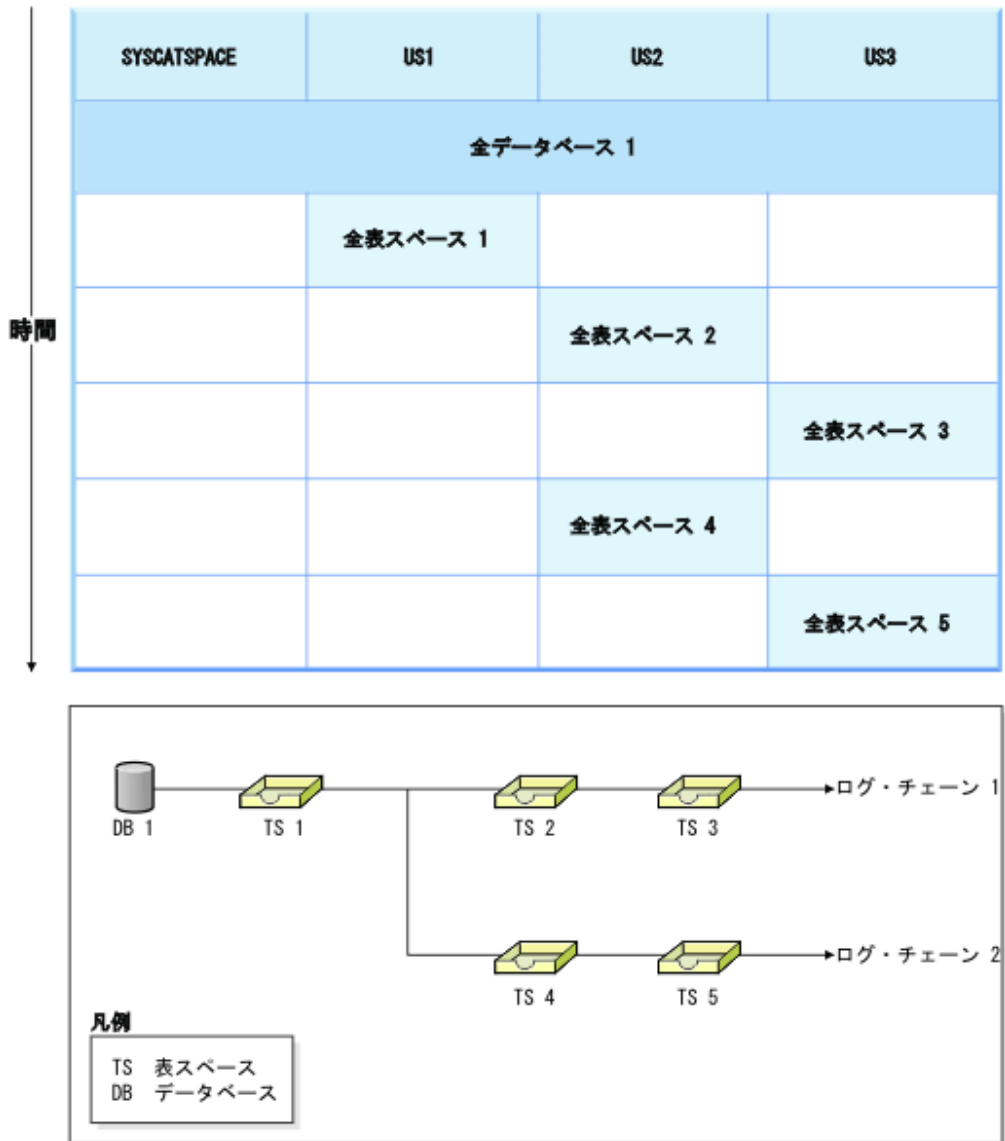 SYSCATSPACE US1 US2 US3
全データベース 1
全表スペース 1
時間
全表スペース 2
全表スペース 3
全表スペース 4
全表スペース 5
ログ・チェーン 1
DB 1 TS 1 TS 2 TS 3
ログ・チェーン 2
TS 4 TS 5
凡例
TS 表スペース
DB データベース